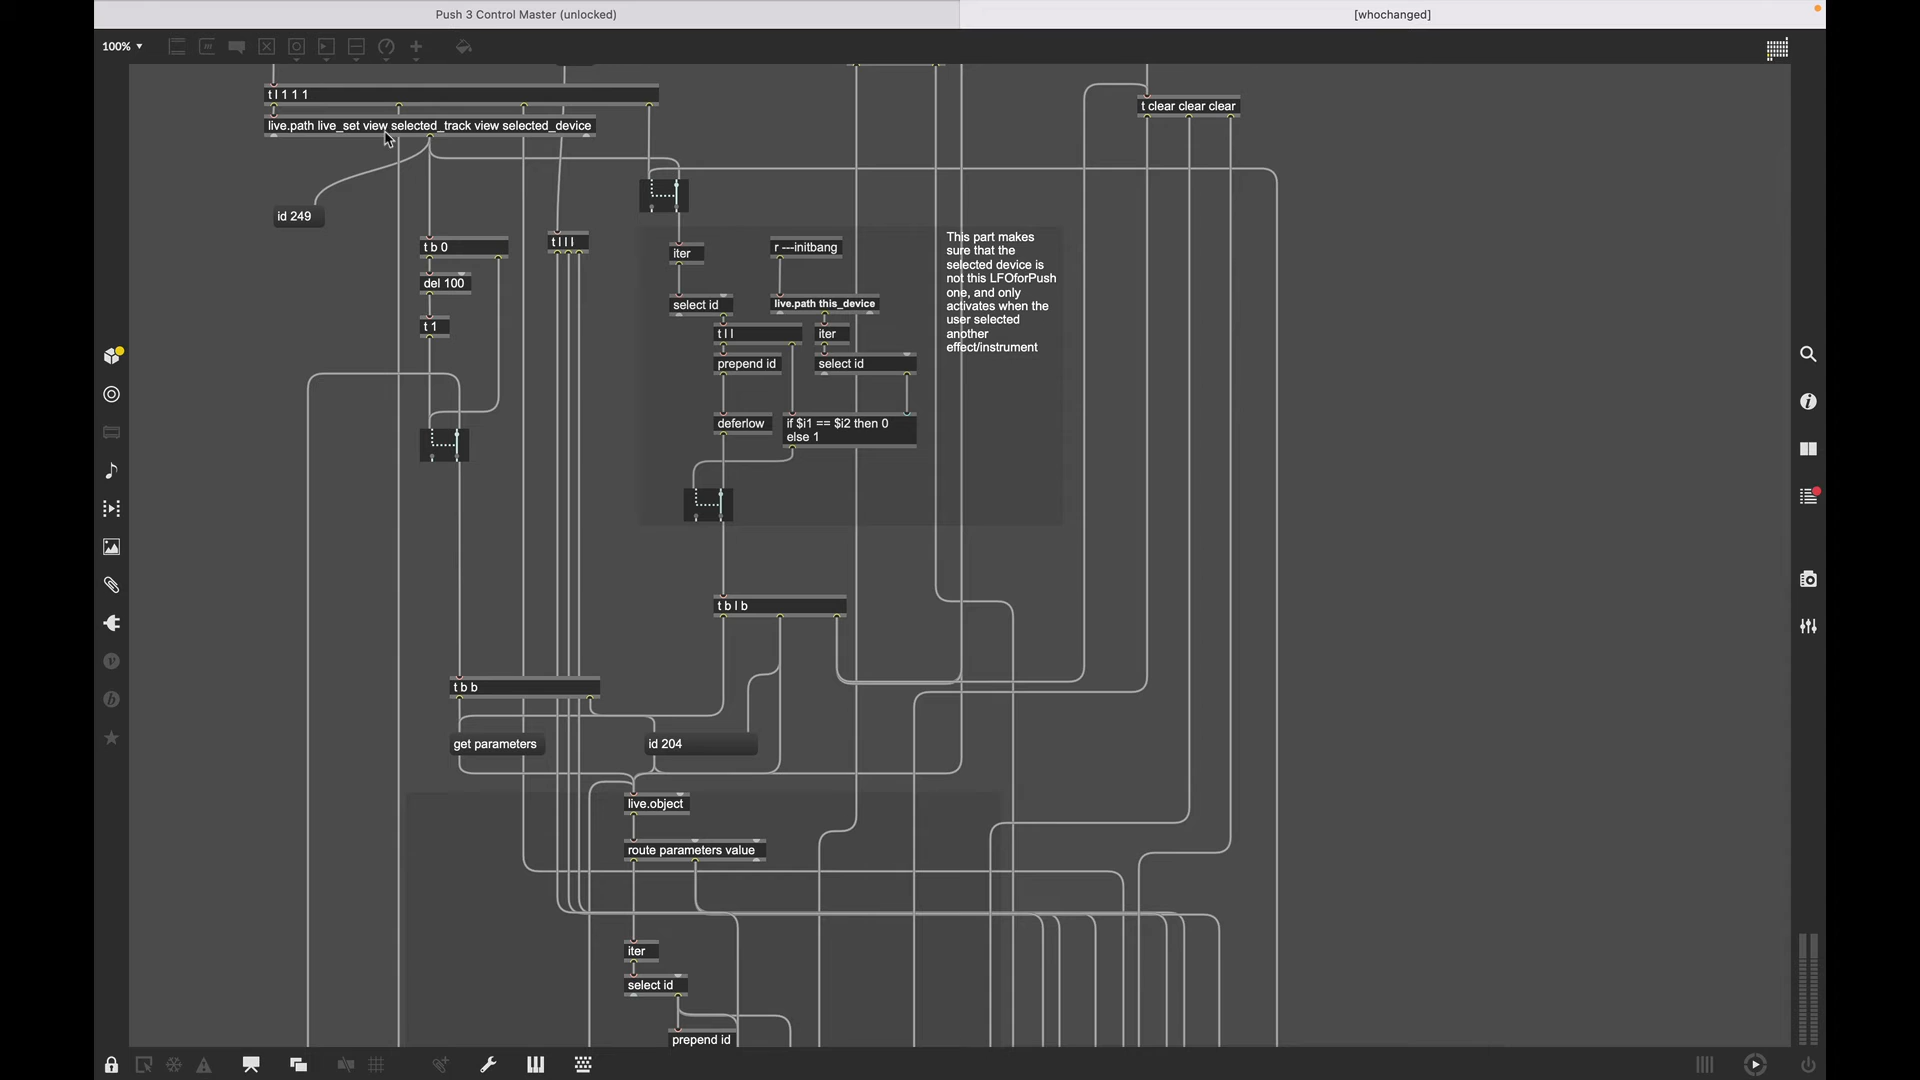 Push 3 Control Master (unlocked)
[whochanged]
100% ▾
t l 1 1 1
live.path live_set view selected_track view selected_device
t clear clear clear
id 249
t b 0
t l l l
del 100
t 1
iter
r ---initbang
select id
live.path this_device
t l l
iter
prepend id
select id
deferlow
if $i1 == $i2 then 0
else 1
This part makes
sure that the
selected device is
not this LFOforPush
one, and only
activates when the
user selected
another
effect/instrument
t b l b
t b b
get parameters
id 204
live.object
route parameters value
iter
select id
prepend id